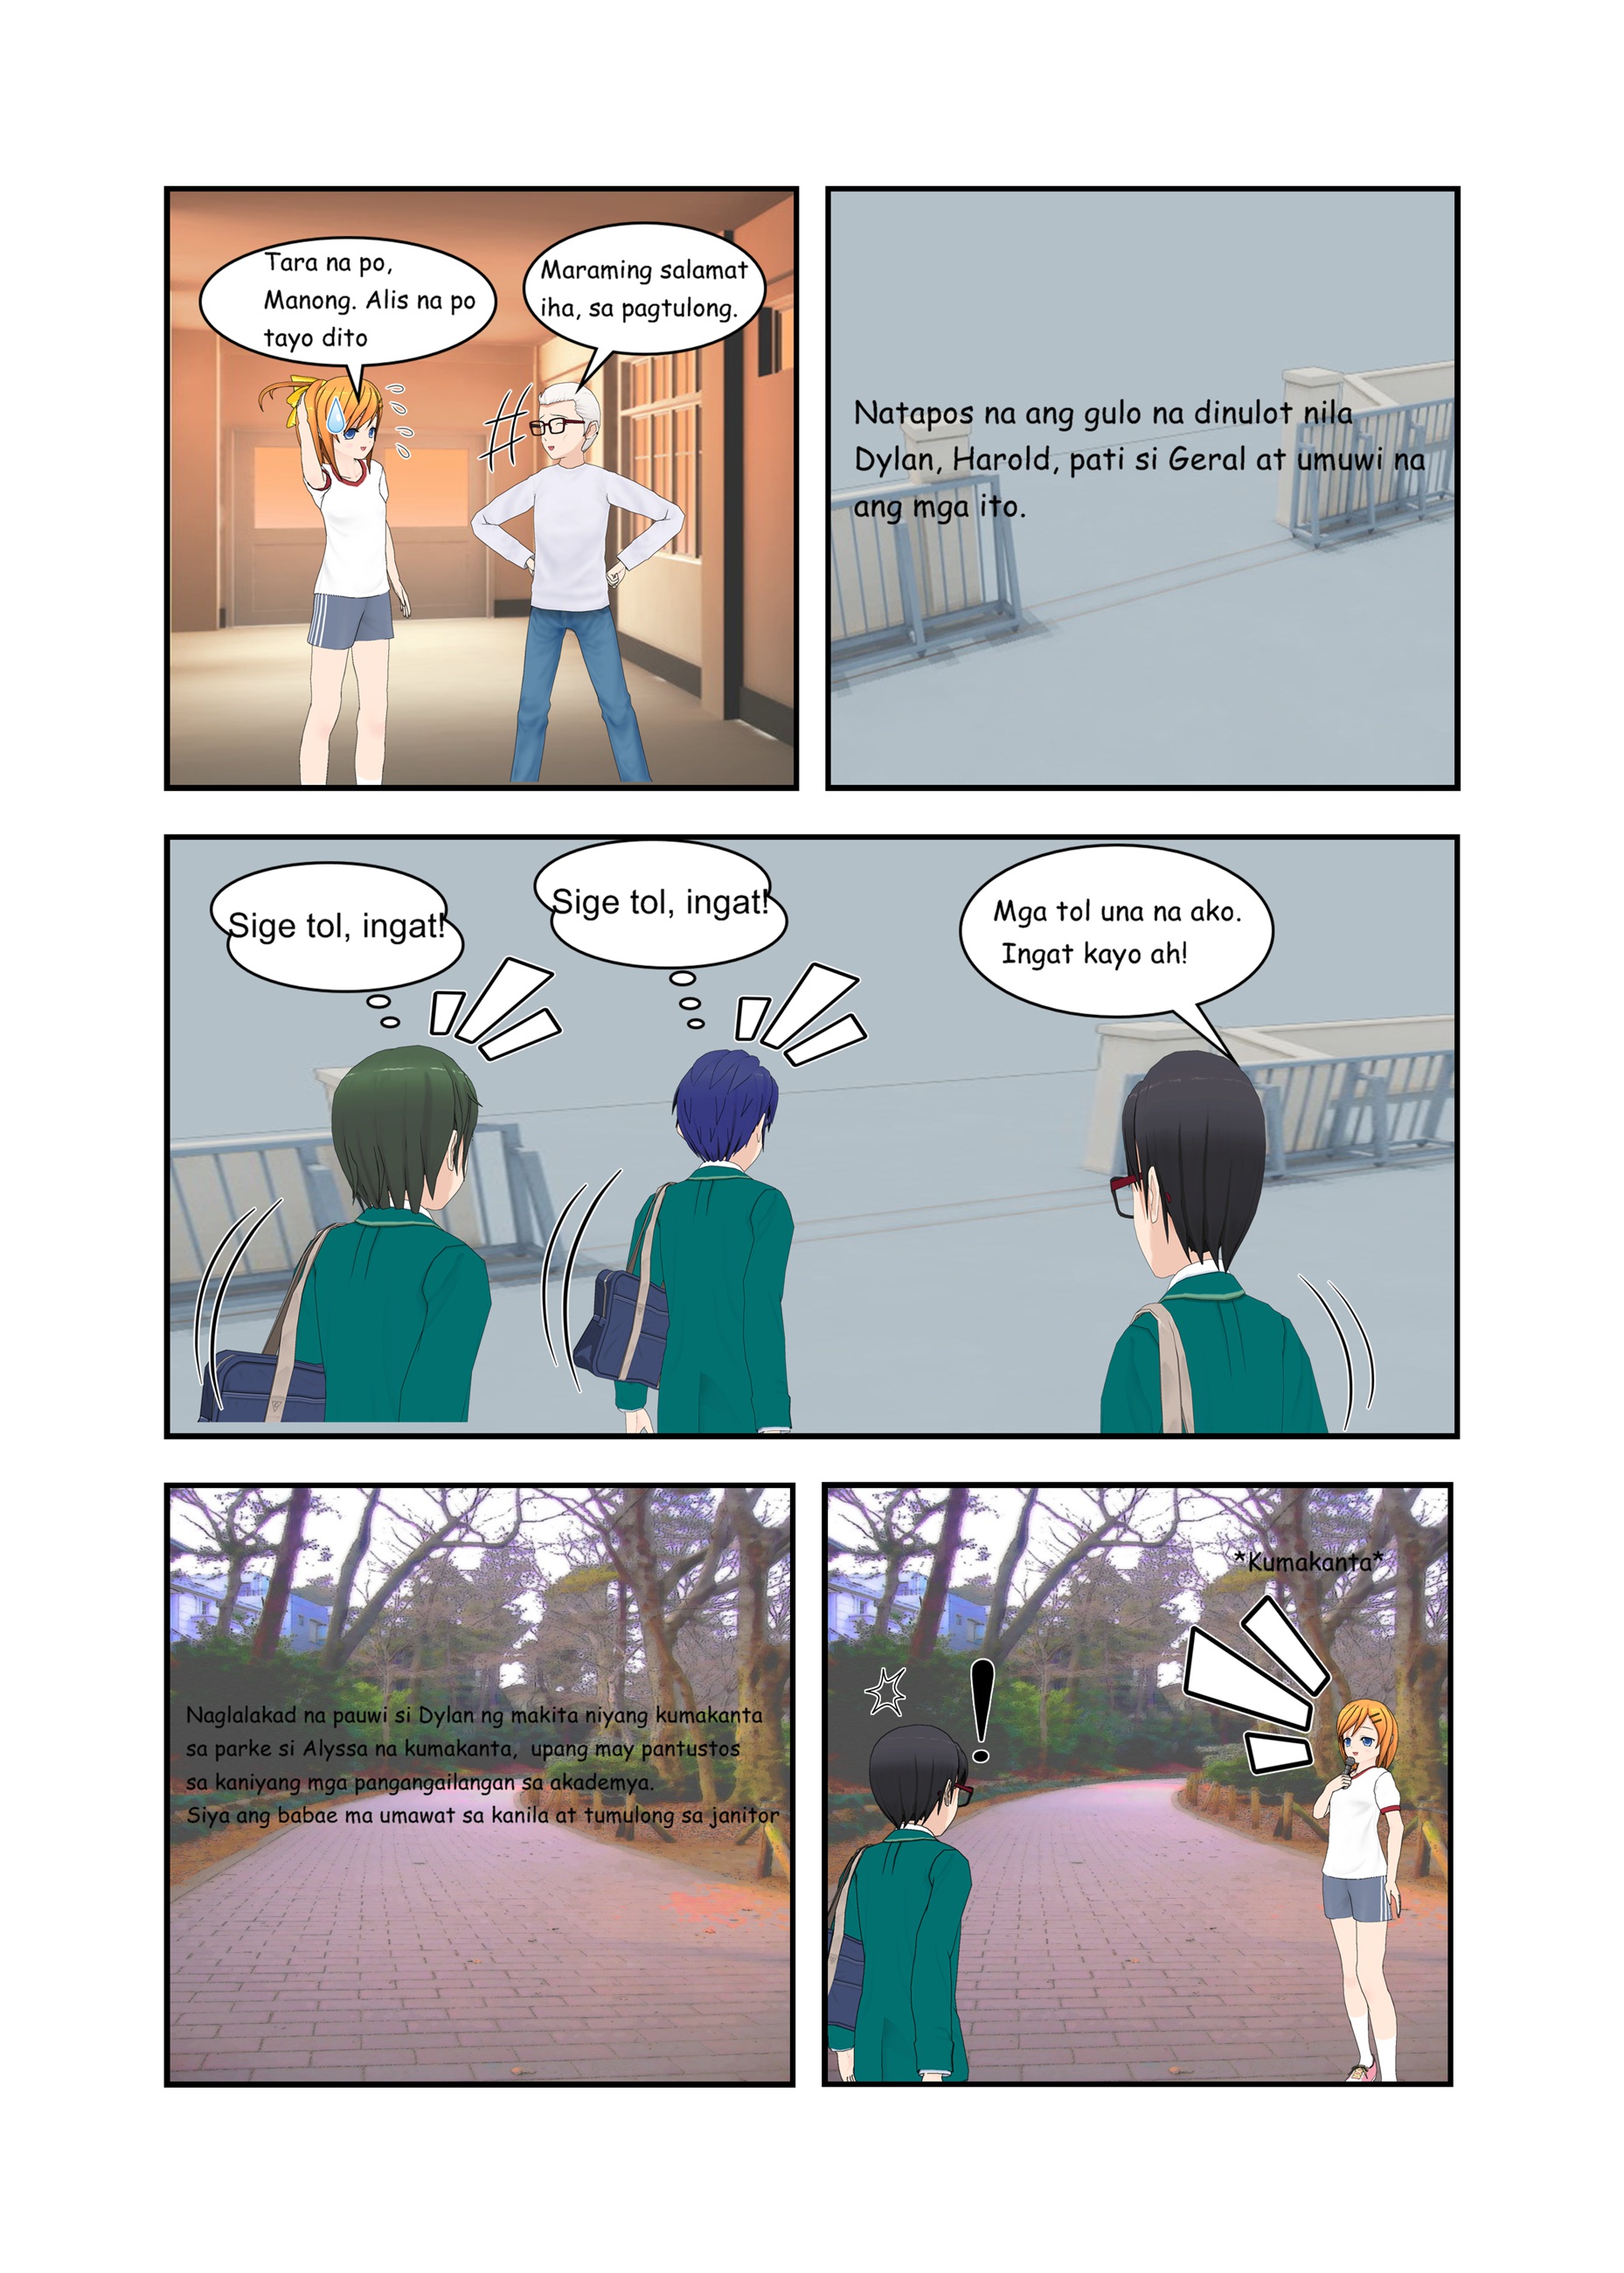 Tara na po,
Manong. Alis na po
tayo dito
Maraming salamat
iha, sa pagtulong.
Natapos na ang gulo na dinulot nila
Dylan, Harold, pati si Geral at umuwi na
ang mga ito.
Sige tol, ingat!
Sige tol, ingat!
Mga tol una na ako.
Ingat kayo ah!
Naglalakad na pauwi si Dylan ng makita niyang kumakanta
sa parke si Alyssa na kumakanta, upang may pantustos
sa kaniyang mga pangangailangan sa akademya.
Siya ang babae ma umawat sa kanila at tumulong sa janitor
*Kumakanta*
!